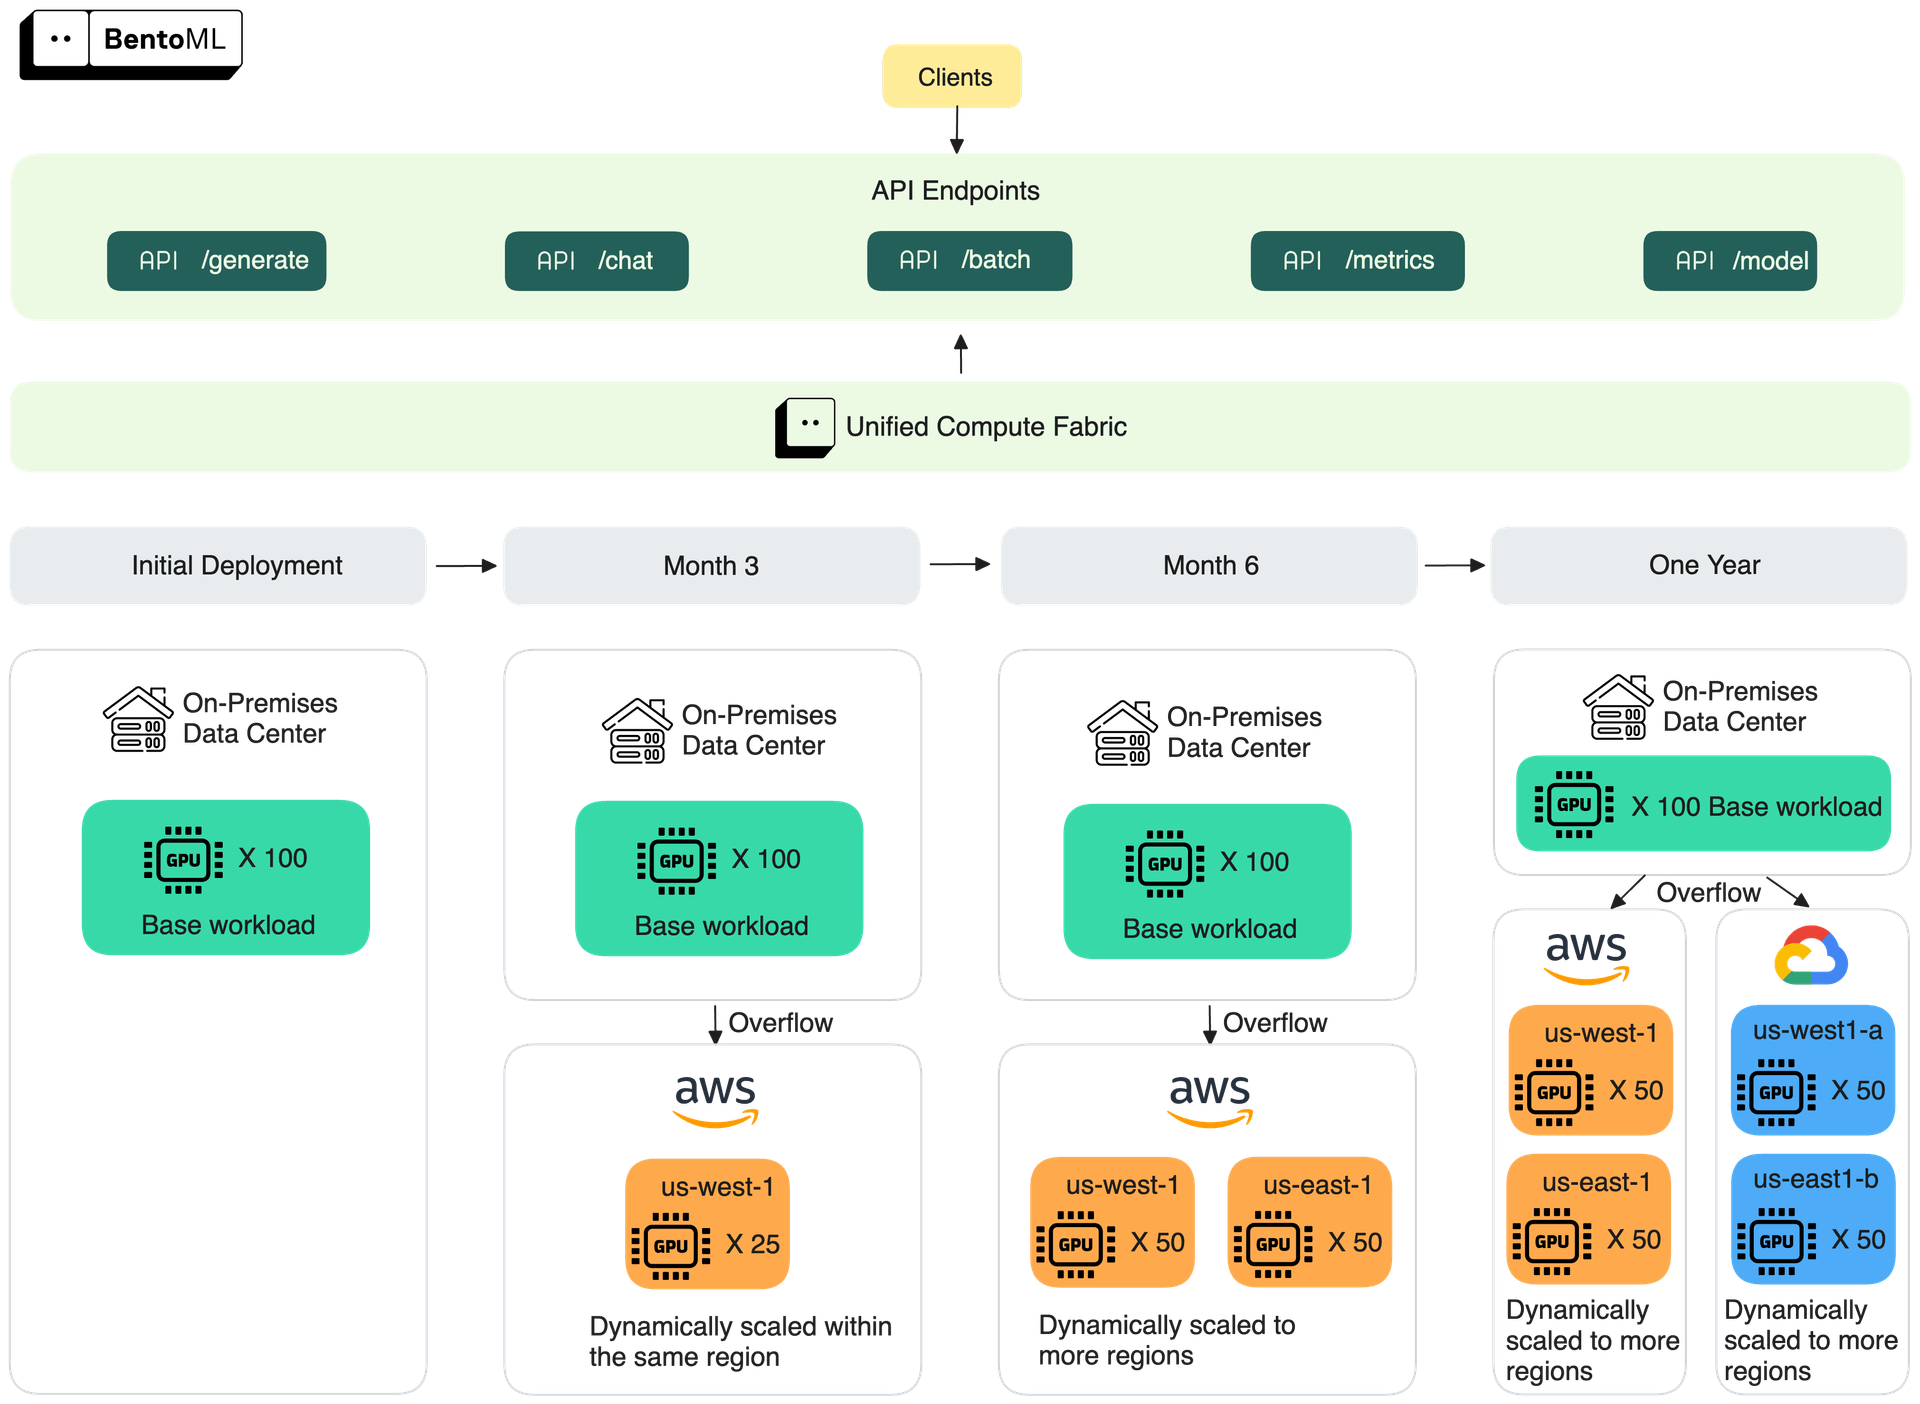 BentoML
Clients
API Endpoints
API /generate
API /chat
API /batch
API /metrics
API /model
Unified Compute Fabric
Initial Deployment
Month 3
Month 6
One Year
On-Premises
Data Center
GPU X 100
Base workload
On-Premises
Data Center
GPU X 100
Base workload
Overflow
aws
us-west-1
GPU X 25
Dynamically scaled within
the same region
On-Premises
Data Center
GPU X 100
Base workload
Overflow
aws
us-west-1
GPU X 50
us-east-1
GPU X 50
Dynamically scaled to
more regions
On-Premises
Data Center
GPU X 100 Base workload
Overflow
aws
us-west-1
GPU X 50
us-east-1
GPU X 50
Dynamically
scaled to more
regions
us-west1-a
GPU X 50
us-east1-b
GPU X 50
Dynamically
scaled to more
regions